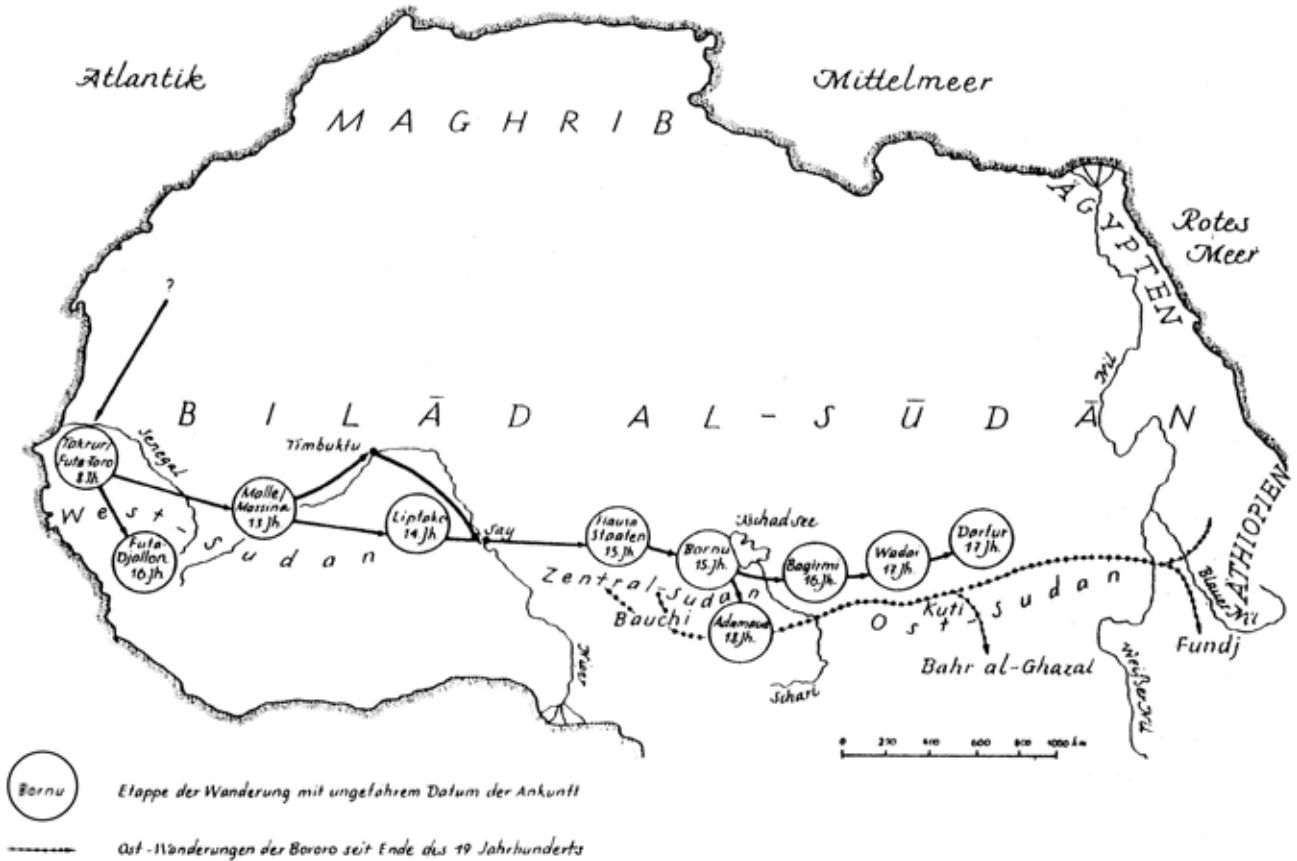 Atlantik
Mittelmeer
MAGHRIB
ÄGYPTEN
Rotes
Meer
?
BILĀD AL-SŪDĀN
Nil
Tokrur/
Futa-Toro
8.Jh.
Senegal
Timbuktu
Malle/
Massina
13.Jh.
Liptako
14.Jh.
Say
Hausa
Staaten
15.Jh.
Tschadsee
Bornu
15.Jh.
Bagirmi
16.Jh.
Wadai
17.Jh.
Darfur
17.Jh.
ÄTHIOPIEN
West-sudan
Futa
Djallon
16.Jh.
Zentral-sudan
Bauchi
Adamaua
18.Jh.
Ost-sudan
Kuti
Blauer Nil
Fundj
Bahr al-Ghazal
Niger
Schari
Weißer Nil
0 200 400 600 800 1000 km
Bornu
Etappe der Wanderung mit ungefährem Datum der Ankunft
Ost-Wanderungen der Bororo seit Ende des 19 Jahrhunderts